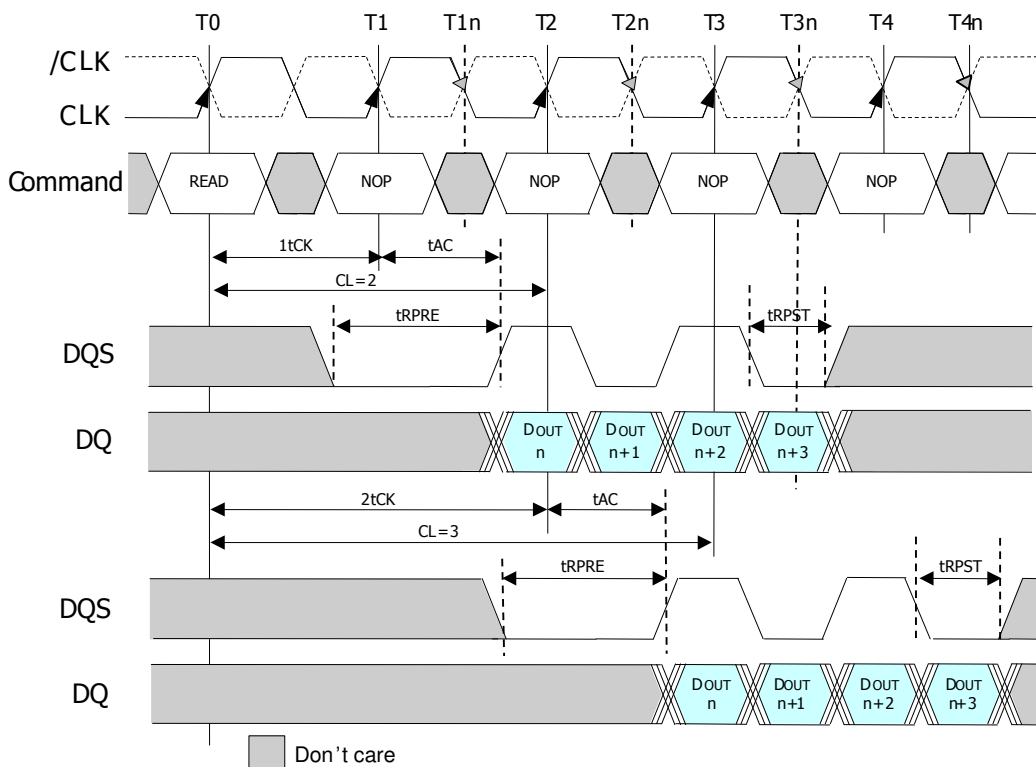 T0 T1 T1n T2 T2n T3 T3n T4 T4n
/CLK
CLK
Command READ NOP NOP NOP NOP
1tCK tAC
CL=2
tRPRE tRPST
DQS
DQ DOUT n DOUT n+1 DOUT n+2 DOUT n+3
2tCK tAC
CL=3
tRPRE tRPST
DQS
DQ DOUT n DOUT n+1 DOUT n+2 DOUT n+3
Don't care